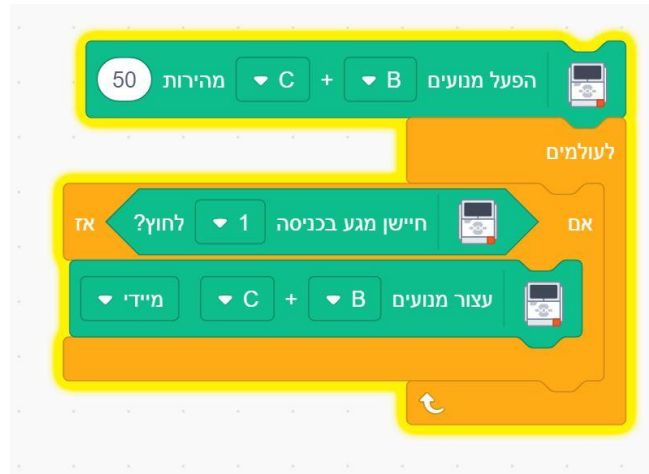 הפעל מנועים B + C מהירות 50
לעולמים
אם חיישן מגע בכניסה 1 לחוץ? אז
עצור מנועים B + C מיידי